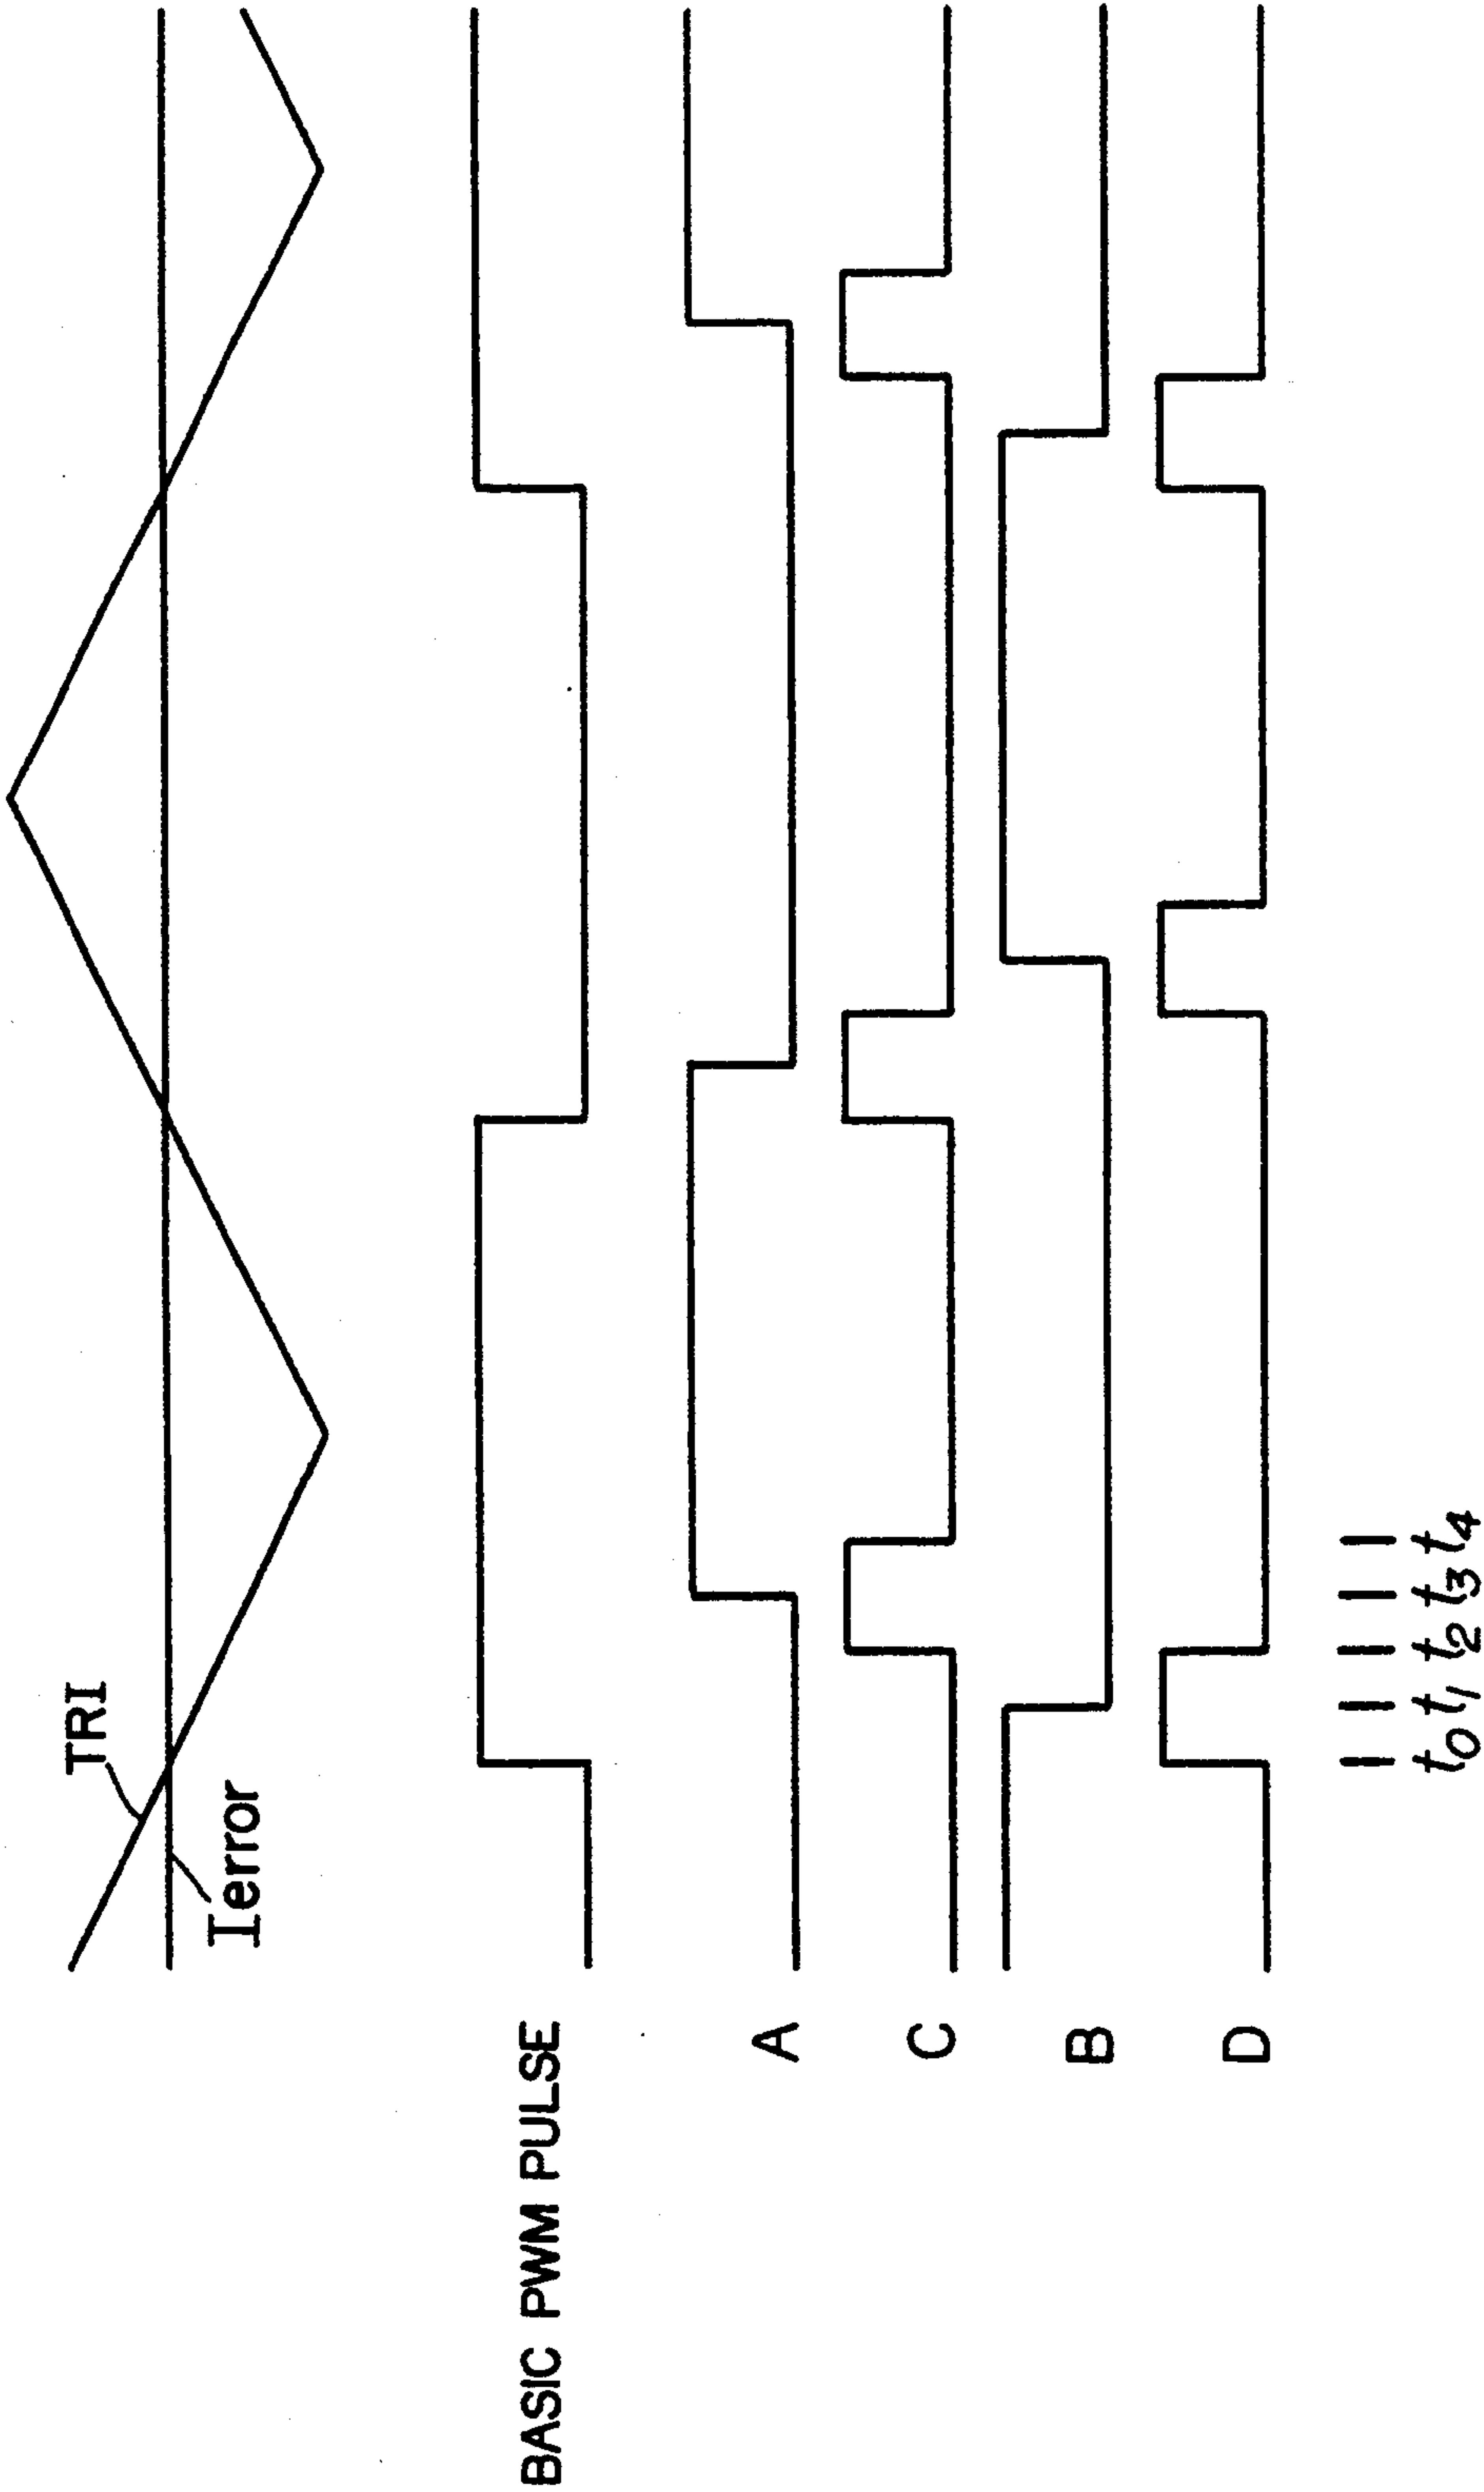 TRI
Ierror
BASIC PWM PULSE
A
C
B
D
t0 t1 t2 t3 t4